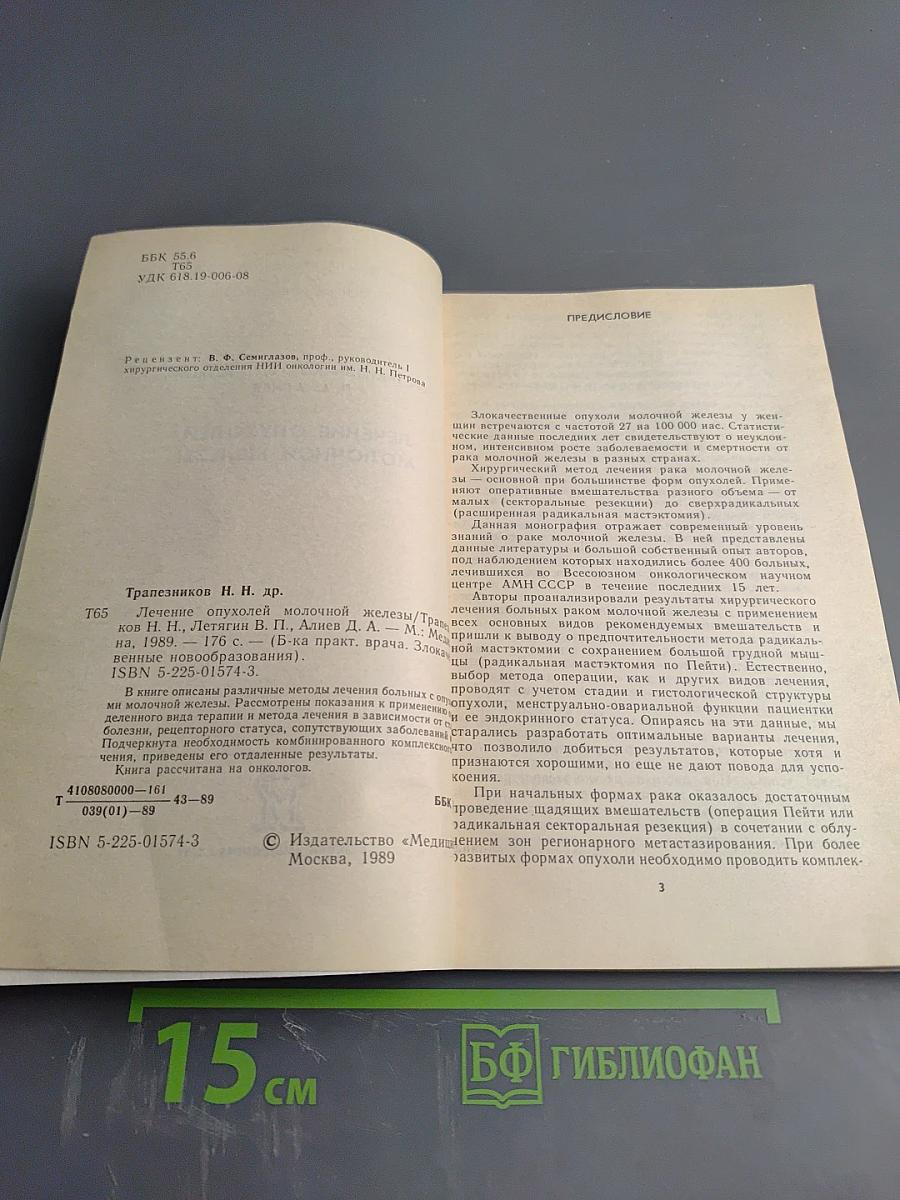 ББК 55.6
Т65
УДК 618.19-006-08
Рецензент: В. Ф. Семиглазов, проф., руководитель I
хирургического отделения НИИ онкологии им. Н. Н. Петрова
Трапезников Н. Н. др.
Т65 Лечение опухолей молочной железы/Трапе
ков Н. Н., Летягин В. П., Алиев Д. А. — М.: Меди
на, 1989. — 176 с. — (Б-ка практ. врача. Злока
венные новообразования).
ISBN 5-225-01574-3.
В книге описаны различные методы лечения больных с опу
ми молочной железы. Рассмотрены показания к применению
деленного вида терапии и метода лечения в зависимости от с
болезни, рецепторного статуса, сопутствующих заболеваний
Подчеркнута необходимость комбинированного комплексног
чения, приведены его отдаленные результаты.
Книга рассчитана на онкологов.
Т 4108080000—161
039(01)—89
43—89
ББК
ISBN 5-225-01574-3
© Издательство «Медиц
Москва, 1989
ПРЕДИСЛОВИЕ
Злокачественные опухоли молочной железы у жен-
щин встречаются с частотой 27 на 100 000 нас. Статисти-
ческие данные последних лет свидетельствуют о неуклон-
ном, интенсивном росте заболеваемости и смертности от
рака молочной железы в разных странах.
Хирургический метод лечения рака молочной желе-
зы — основной при большинстве форм опухолей. Приме-
няют оперативные вмешательства разного объема — от
малых (секторальные резекции) до сверхрадикальных
(расширенная радикальная мастэктомия).
Данная монография отражает современный уровень
знаний о раке молочной железы. В ней представлены
данные литературы и большой собственный опыт авторов,
под наблюдением которых находились более 400 больных,
лечившихся во Всесоюзном онкологическом научном
центре АМН СССР в течение последних 15 лет.
Авторы проанализировали результаты хирургического
лечения больных раком молочной железы с применением
всех основных видов рекомендуемых вмешательств и
пришли к выводу о предпочтительности метода радикаль-
ной мастэктомии с сохранением большой грудной мыш-
цы (радикальная мастэктомия по Пейти). Естественно,
выбор метода операции, как и других видов лечения,
проводят с учетом стадии и гистологической структуры
опухоли, менструально-овариальной функции пациентки
и ее эндокринного статуса. Опираясь на эти данные, мы
старались разработать оптимальные варианты лечения,
что позволило добиться результатов, которые хотя и
признаются хорошими, но еще не дают повода для успо-
коения.
При начальных формах рака оказалось достаточным
проведение щадящих вмешательств (операция Пейти или
радикальная секторальная резекция) в сочетании с облу-
чением зон регионарного метастазирования. При более
развитых формах опухоли необходимо проводить комплек-
3
15 см
БФ ГИБЛИОФАН